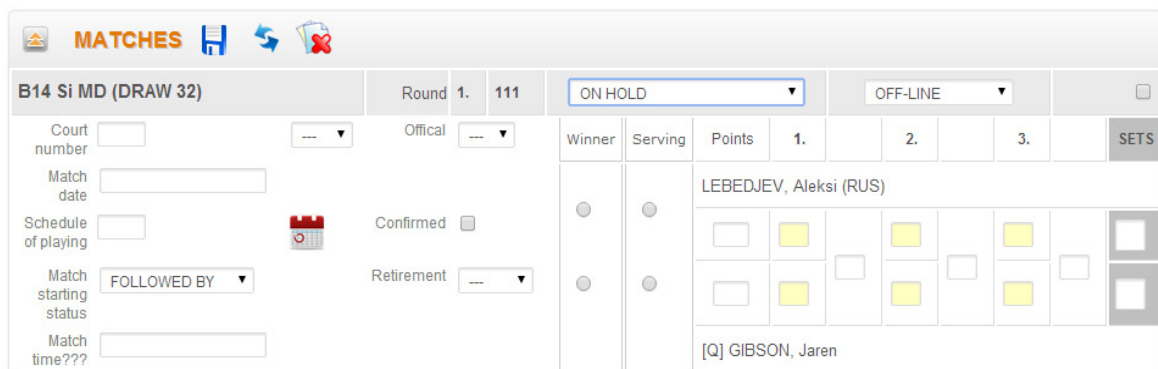 MATCHES
B14 Si MD (DRAW 32) Round 1. 111 ON HOLD OFF-LINE
Court number --- Offical --- Winner Serving Points 1. 2. 3. SETS
Match date
LEBEDJEV, Aleksi (RUS)
Schedule of playing Confirmed
Match starting status FOLLOWED BY Retirement ---
Match time???
[Q] GIBSON, Jaren